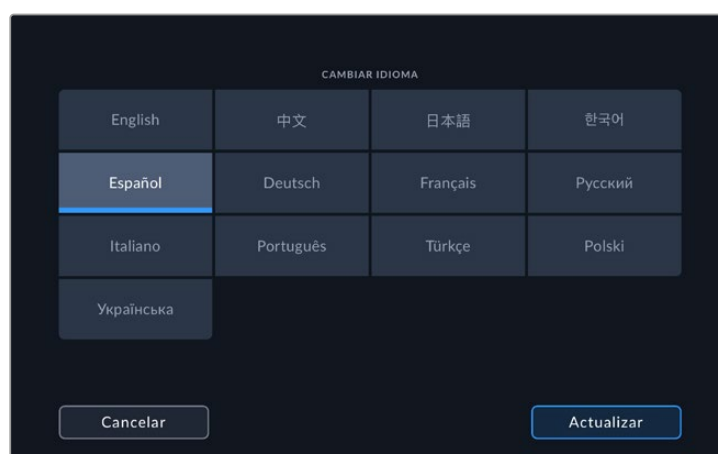 CAMBIAR IDIOMA
English 中文 日本語 한국어
Español Deutsch Français Русский
Italiano Português Türkçe Polski
Українська
Cancelar Actualizar